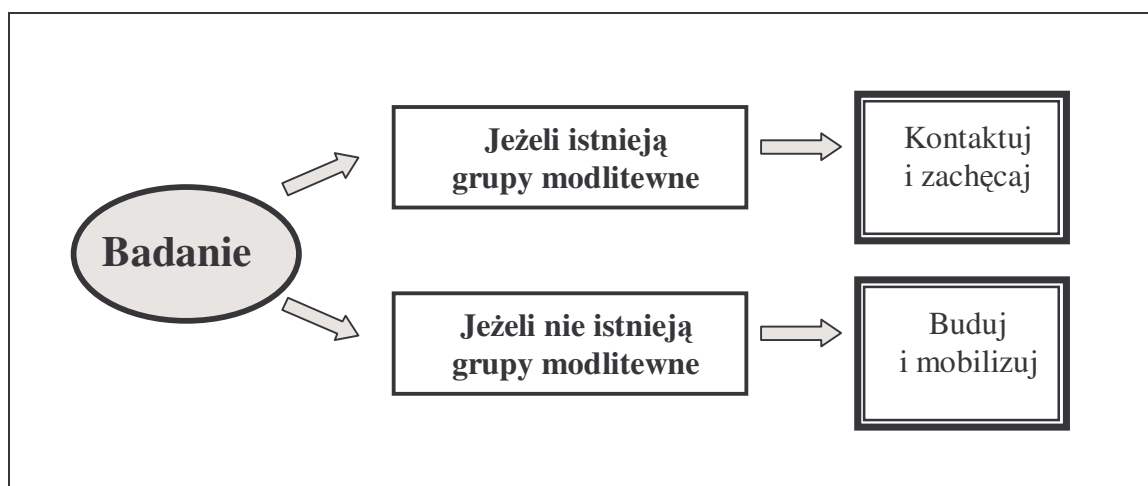 Badanie
Jeżeli istnieją
grupy modlitewne
Kontaktuj
i zachęcaj
Jeżeli nie istnieją
grupy modlitewne
Buduj
i mobilizuj